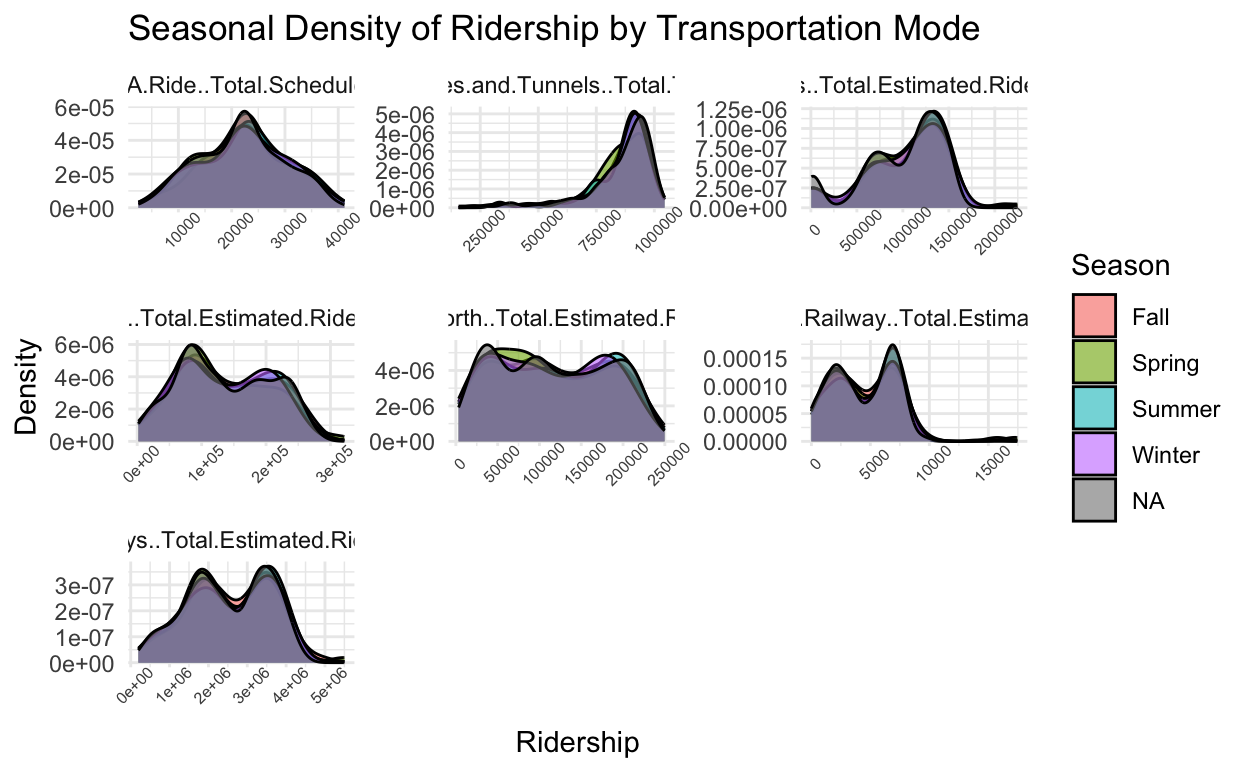 Seasonal Density of Ridership by Transportation Mode
A.Ride..Total.Schedul
es.and.Tunnels..Total.
s..Total.Estimated.Ride
6e-05
4e-05
2e-05
0e+00
10000
20000
30000
40000
5e-06
4e-06
3e-06
2e-06
1e-06
0e+00
250000
500000
750000
1000000
1.25e-06
1.00e-06
7.50e-07
5.00e-07
2.50e-07
0.00e+00
0
500000
1000000
1500000
2000000
..Total.Estimated.Ride
orth..Total.Estimated.R
.Railway..Total.Estima
6e-06
4e-06
2e-06
0e+00
0e+00
1e+05
2e+05
3e+05
4e-06
2e-06
0e+00
0
50000
100000
150000
200000
250000
0.00015
0.00010
0.00005
0.00000
0
5000
10000
15000
ys..Total.Estimated.Ri
3e-07
2e-07
1e-07
0e+00
0e+00
1e+06
2e+06
3e+06
4e+06
5e+06
Density
Ridership
Season
Fall
Spring
Summer
Winter
NA